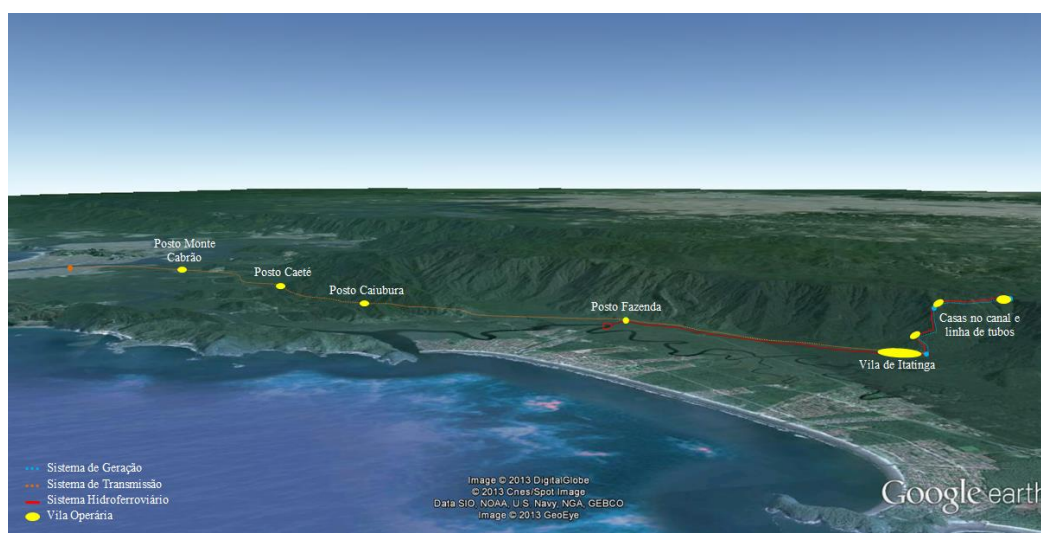 Posto Monte
Cabrão
Posto Caeté
Posto Caiubura
Posto Fazenda
Casas no canal e
linha de tubos
Vila de Itatinga
Sistema de Geração
Sistema de Transmissão
Sistema Hidroferroviário
Vila Operária
Image © 2013 DigitalGlobe
© 2013 Cnes/Spot Image
Data SIO, NOAA, U.S. Navy, NGA, GEBCO
Image © 2013 GeoEye
Google earth